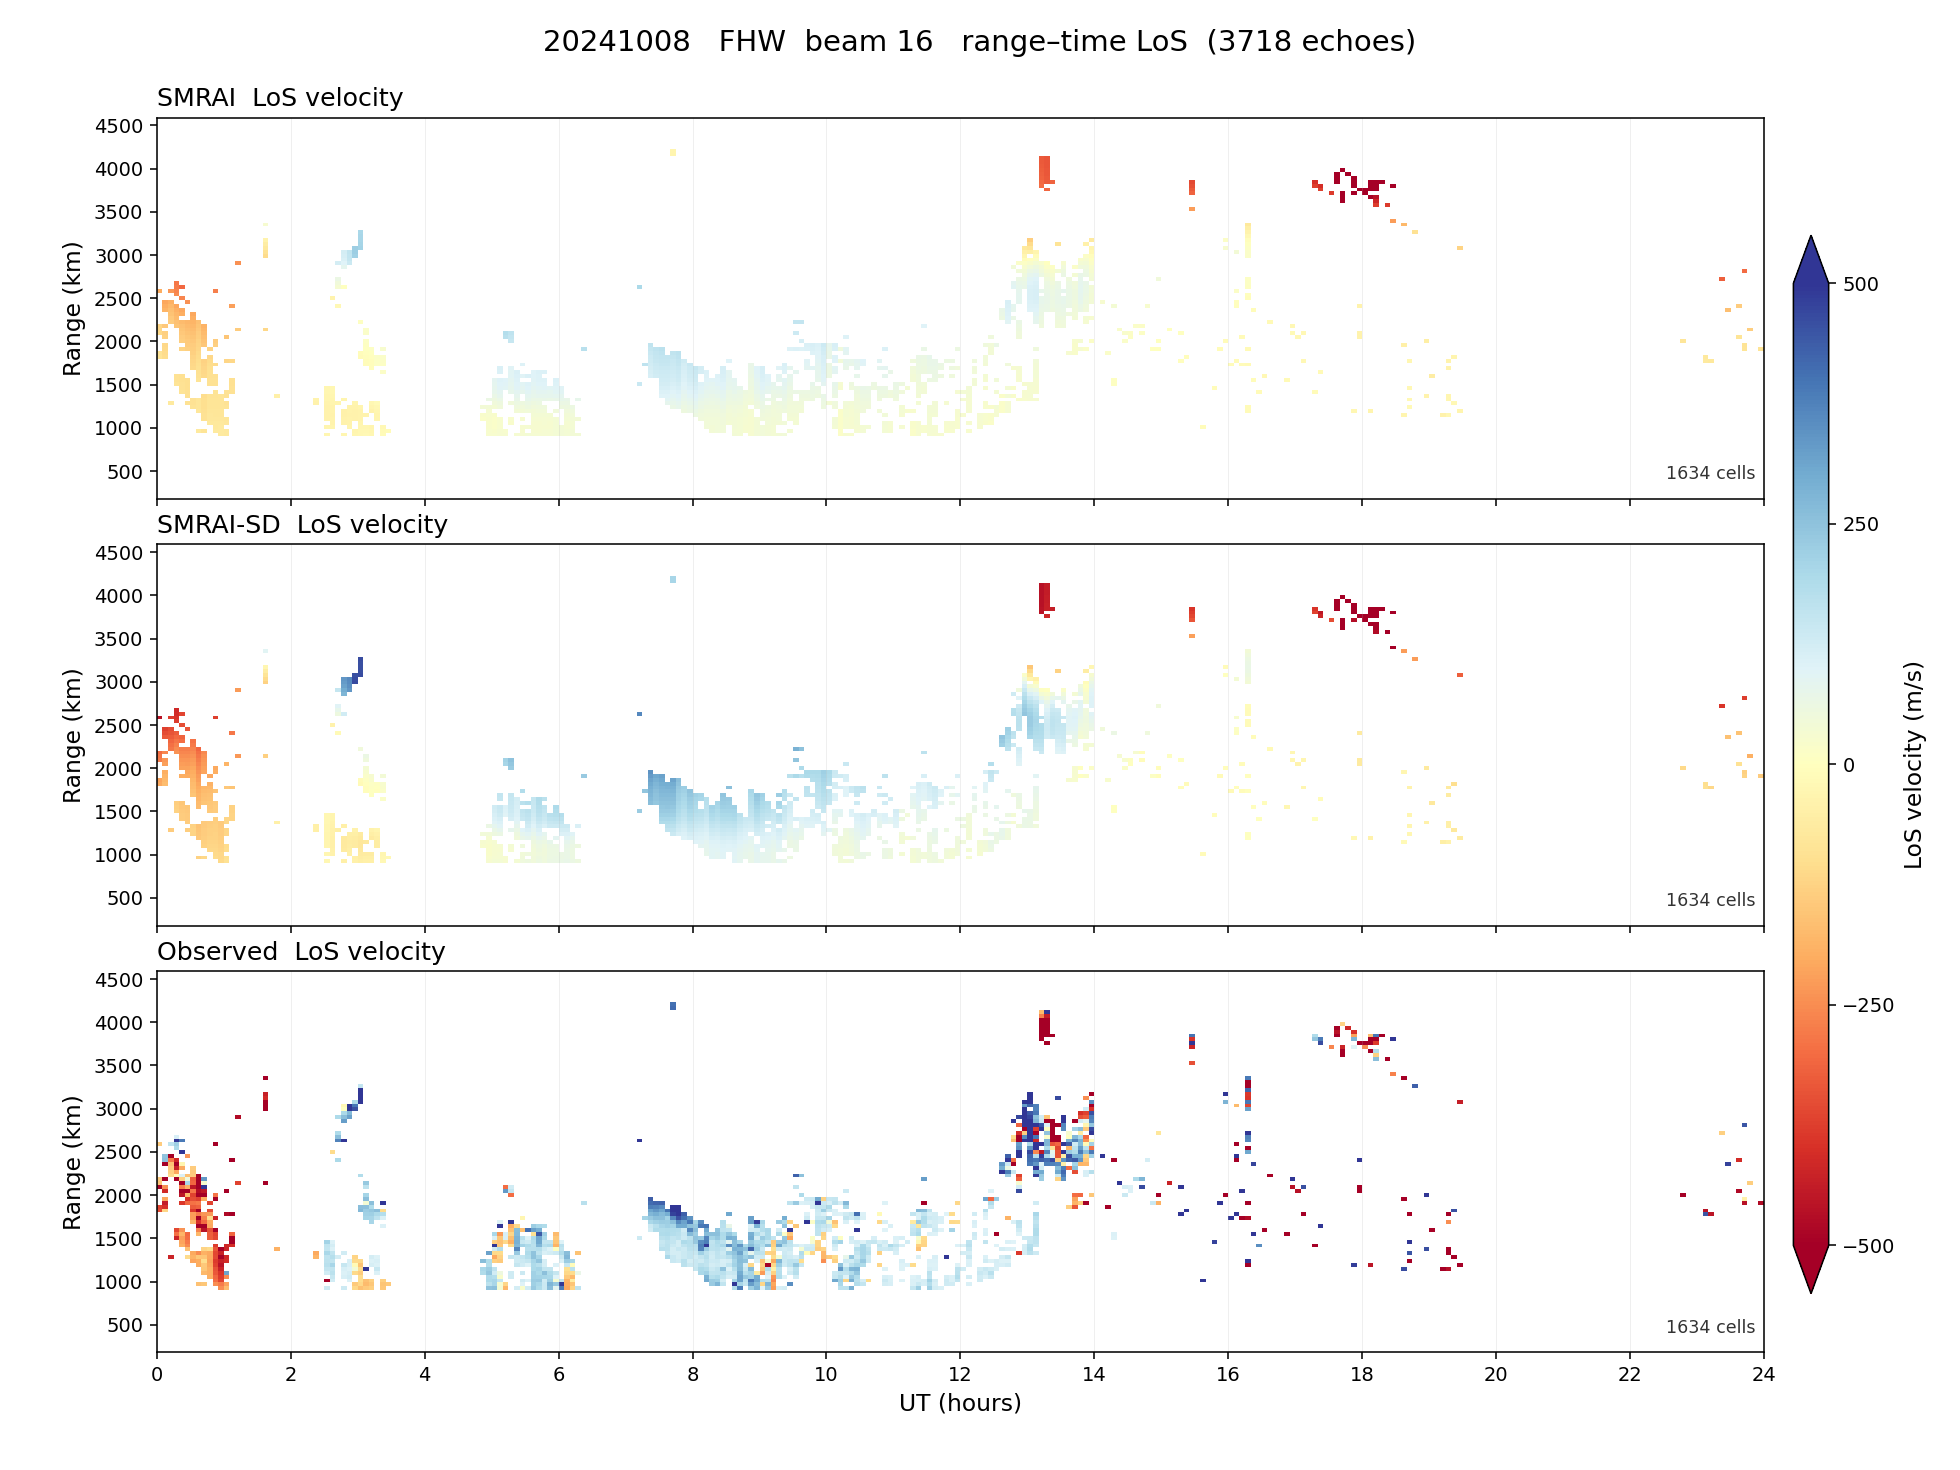 20241008   FHW  beam 16   range–time LoS  (3718 echoes)
SMRAI  LoS velocity
4500
4000
3500
3000
2500
2000
1500
1000
500
Range (km)
1634 cells
SMRAI-SD  LoS velocity
4500
4000
3500
3000
2500
2000
1500
1000
500
Range (km)
1634 cells
Observed  LoS velocity
4500
4000
3500
3000
2500
2000
1500
1000
500
Range (km)
1634 cells
0 2 4 6 8 10 12 14 16 18 20 22 24
UT (hours)
500
250
0
−250
−500
LoS velocity (m/s)